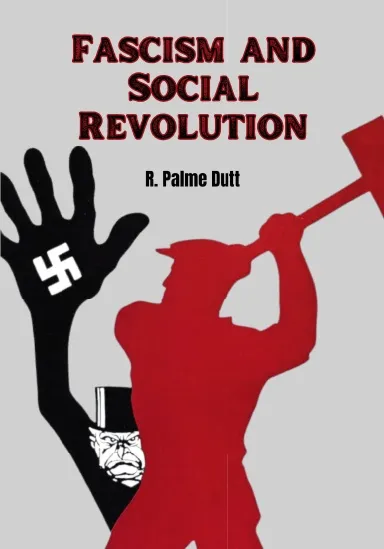 Fascism and
Social
Revolution
R. Palme Dutt